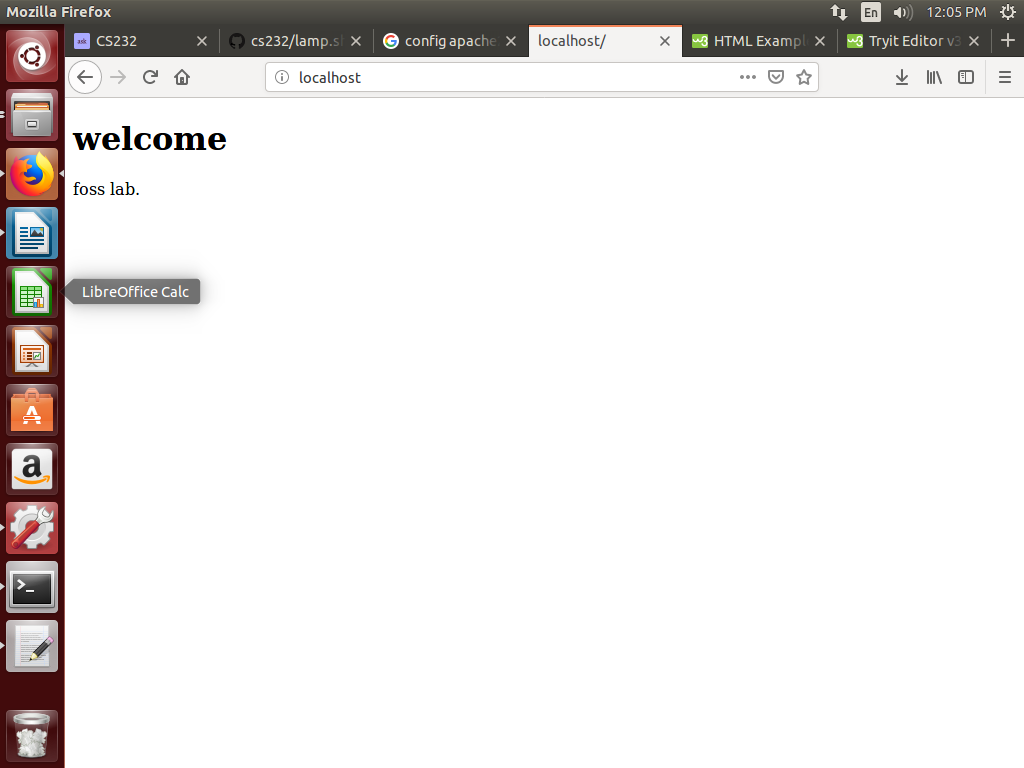 Mozilla Firefox
En
12:05 PM
CS232
cs232/lamp.s
config apache
localhost/
HTML Exampl
Tryit Editor v3
localhost
welcome
foss lab.
LibreOffice Calc